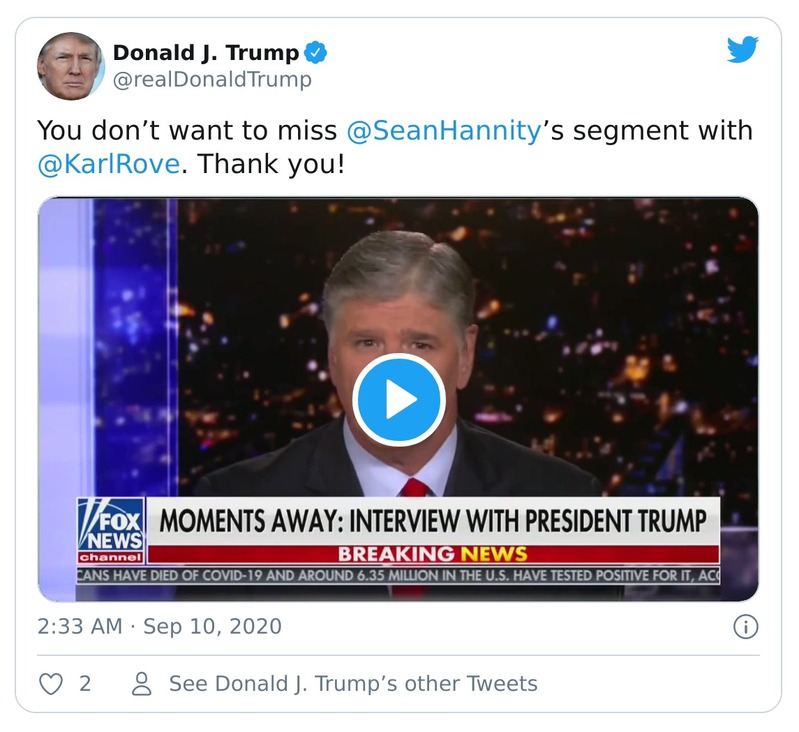 Donald J. Trump
@realDonaldTrump
You don’t want to miss @SeanHannity’s segment with
@KarlRove. Thank you!
FOX
NEWS
channel
MOMENTS AWAY: INTERVIEW WITH PRESIDENT TRUMP
BREAKING NEWS
CANS HAVE DIED OF COVID-19 AND AROUND 6.35 MILLION IN THE U.S. HAVE TESTED POSITIVE FOR IT, ACC
2:33 AM · Sep 10, 2020
2
See Donald J. Trump’s other Tweets